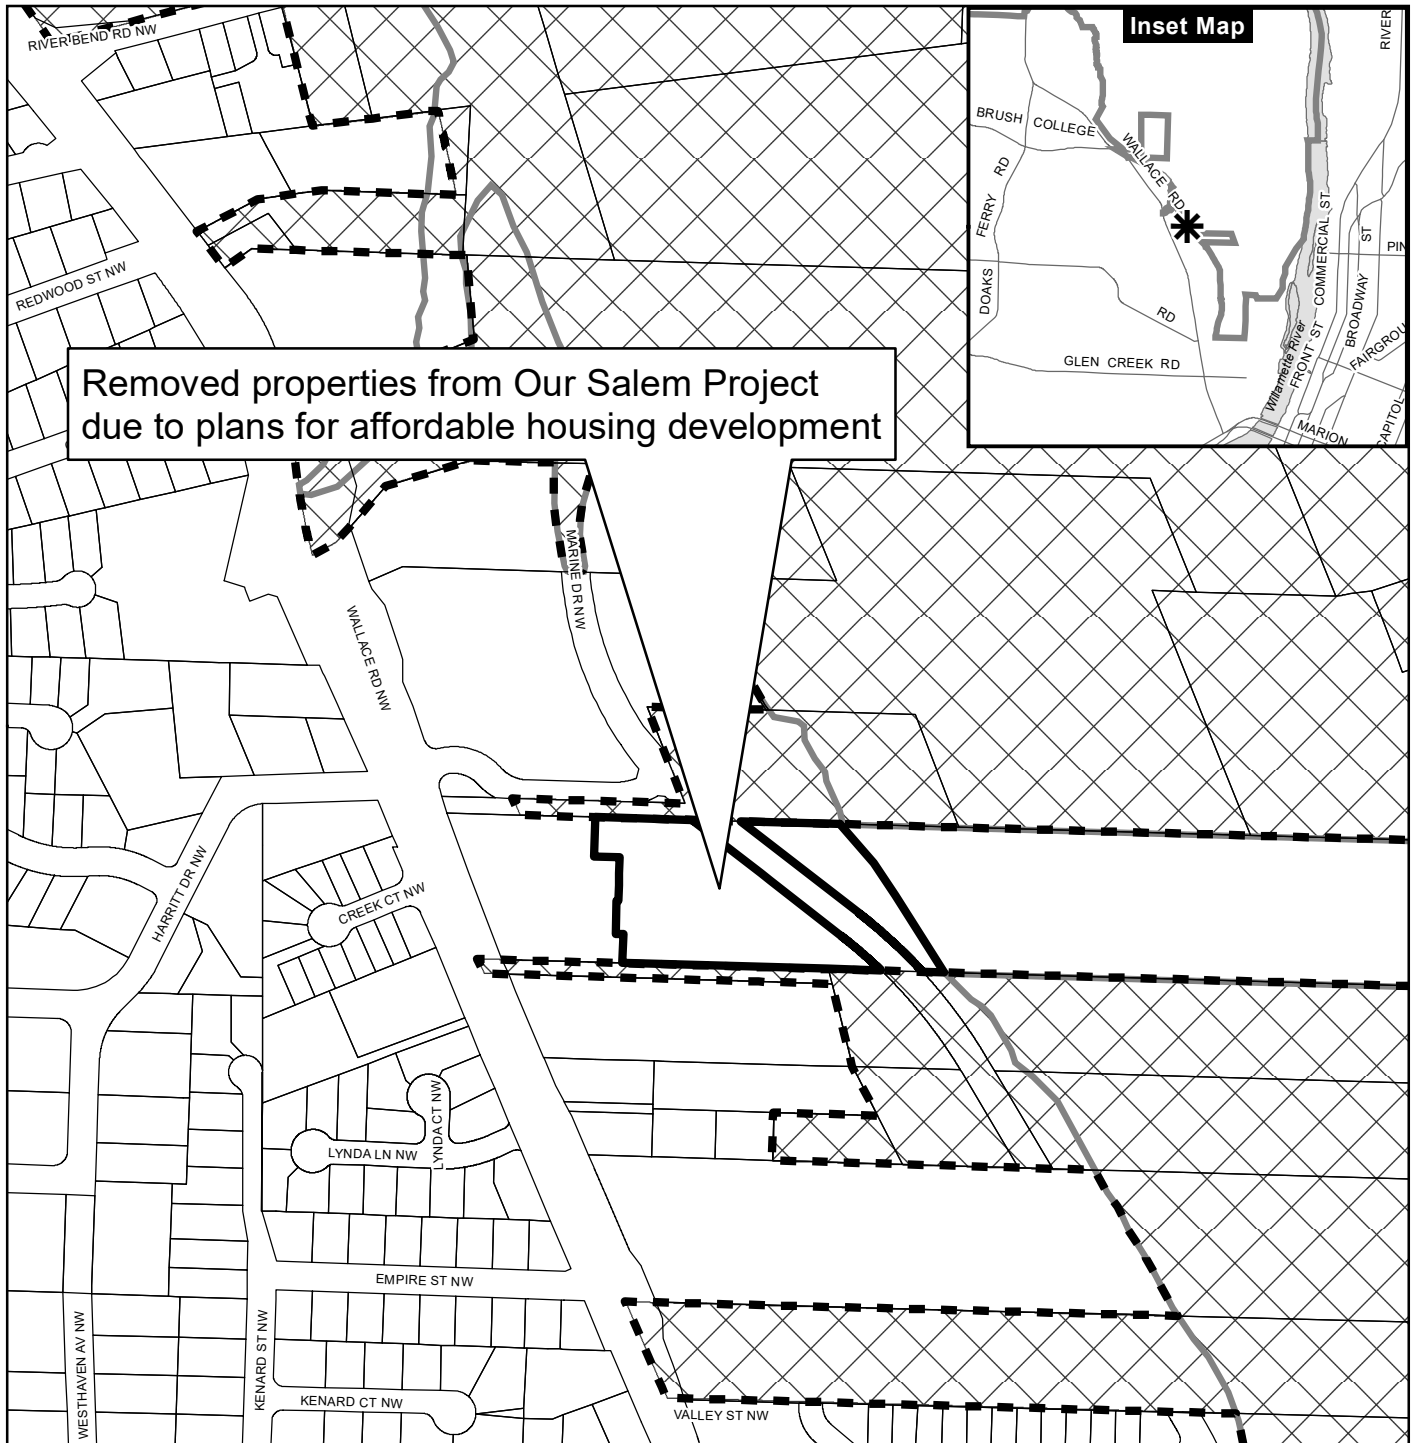 RIVER BEND RD NW
Inset Map
RIVER
BRUSH COLLEGE
WALLACE RD
RD
FERRY
DOAKS
RD
GLEN CREEK RD
COMMERCIAL ST
ST
BROADWAY
PIN
FRONT ST
Willamette River
FAIRGROU
MARION
CAPITOL
REDWOOD ST NW
Removed properties from Our Salem Project
due to plans for affordable housing development
MARINE DR NW
WALLACE RD NW
HARRITT DR NW
CREEK CT NW
LYNDA CT NW
LYNDA LN NW
EMPIRE ST NW
WESTHAVEN AV NW
KENARD ST NW
KENARD CT NW
VALLEY ST NW